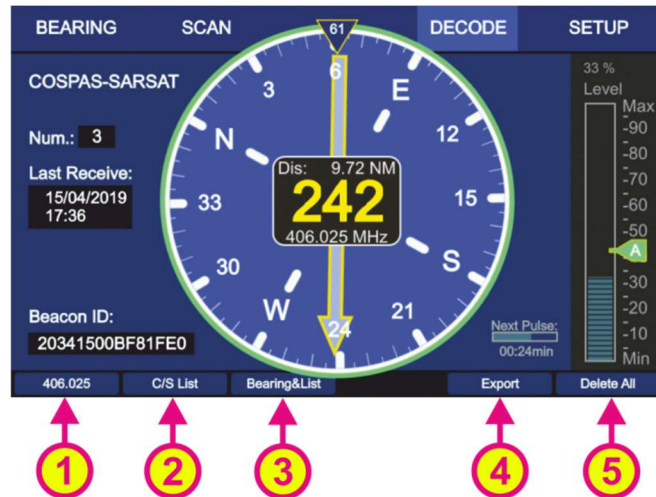 BEARING
SCAN
DECODE
SETUP
61
COSPAS-SARSAT
Num.: 3
Last Receive:
15/04/2019
17:36
Beacon ID:
20341500BF81FE0
6
E
12
15
S
21
24
W
30
33
N
3
Dis: 9.72 NM
242
406.025 MHz
Next Pulse:
00:24min
33 %
Level
Max
-90
-80
-70
-60
-50
A
-30
-20
-10
Min
406.025
C/S List
Bearing&List
Export
Delete All
1
2
3
4
5